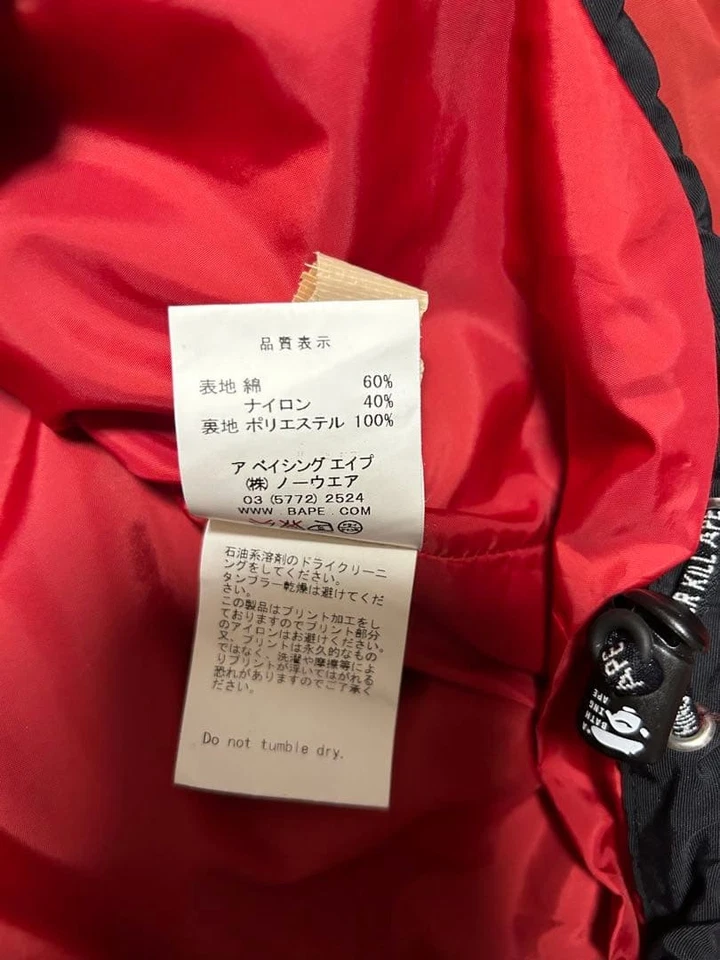 品質表示
表地 綿 60%
ナイロン 40%
裏地 ポリエステル 100%
ア ベイシング エイプ
(株) ノーウエア
03 (5772) 2524
WWW.BAPE.COM
石油系溶剤のドライクリーニ
ングをしてください。
タンブラー乾燥は避けてくだ
さい。
この製品はプリント加工をし
ておりますのでプリント部分
のアイロンはお避けください。
又、プリントは永久的なもの
ではなく、洗濯や摩擦等によ
りプリントが浮いてはがれる
恐れがありますのでご了承く
ださい。
Do not tumble dry.
KILL APE
APE
BATH
ING
APE